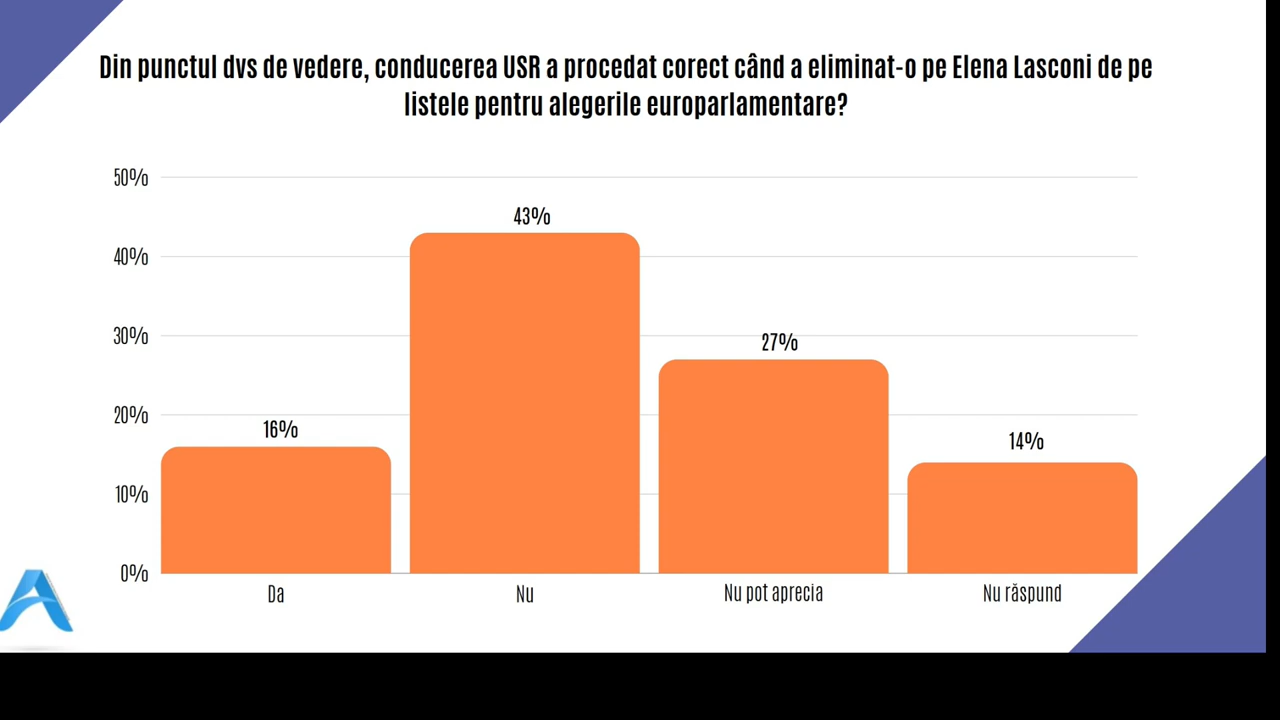 Din punctul dvs de vedere, conducerea USR a procedat corect când a eliminat-o pe Elena Lasconi de pe
listele pentru alegerile europarlamentare?
50%
40%
30%
20%
10%
0%
16%
43%
27%
14%
Da
Nu
Nu pot aprecia
Nu răspund